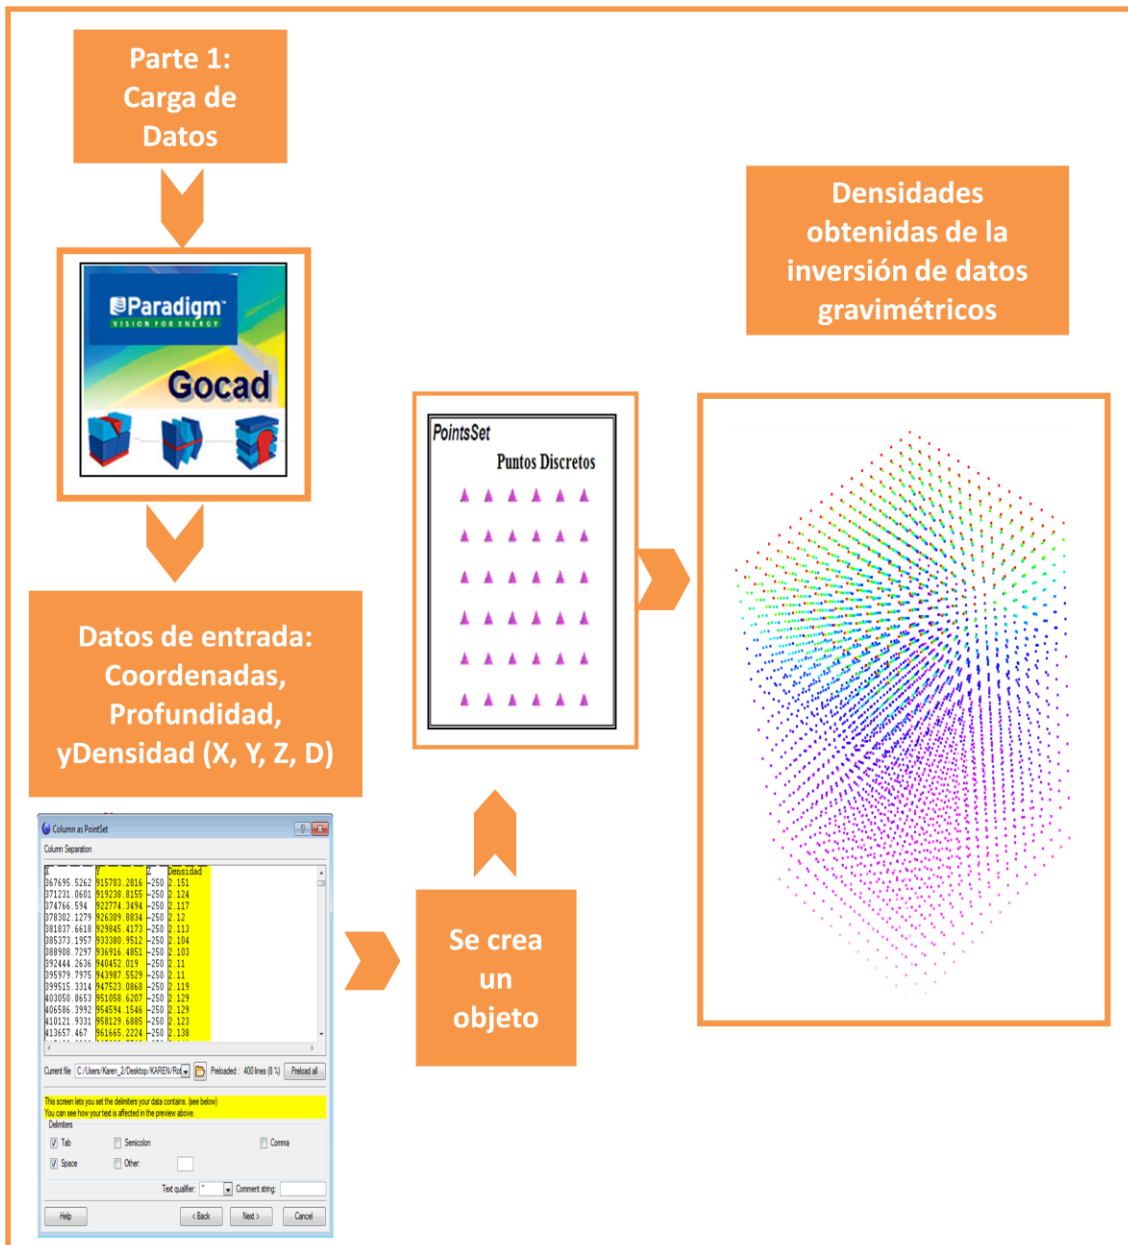 Parte 1:
Carga de
Datos
Paradigm™
VISION FOR ENERGY
Gocad
Datos de entrada:
Coordenadas,
Profundidad,
yDensidad (X, Y, Z, D)
Column as PointSet
Column Separation
X Y Z Densidad
367695.5262 915703.2816 -250 2.151
371231.0601 919238.8155 -250 2.124
374766.594 922774.3494 -250 2.117
378302.1279 926309.8834 -250 2.12
381837.6618 929845.4173 -250 2.113
385373.1957 933380.9512 -250 2.104
388908.7297 936916.4851 -250 2.103
392444.2636 940452.019 -250 2.11
395979.7975 943987.5529 -250 2.11
399515.3314 947523.0868 -250 2.119
403050.8653 951058.6207 -250 2.129
406586.3992 954594.1546 -250 2.129
410121.9331 958129.6885 -250 2.123
413657.467 961665.2224 -250 2.138
Current file C:/Users/Karen_2/Desktop/KAREN/Rot Preloaded : 400 lines (8 %) Preload all
This screen lets you set the delimiters your data contains. (see below)
You can see how your text is affected in the preview above.
Delimiters
Tab Semicolon Comma
Space Other:
Text qualifier: " Comment string:
Help < Back Next > Cancel
Se crea
un
objeto
PointsSet
Puntos Discretos
Densidades
obtenidas de la
inversión de datos
gravimétricos